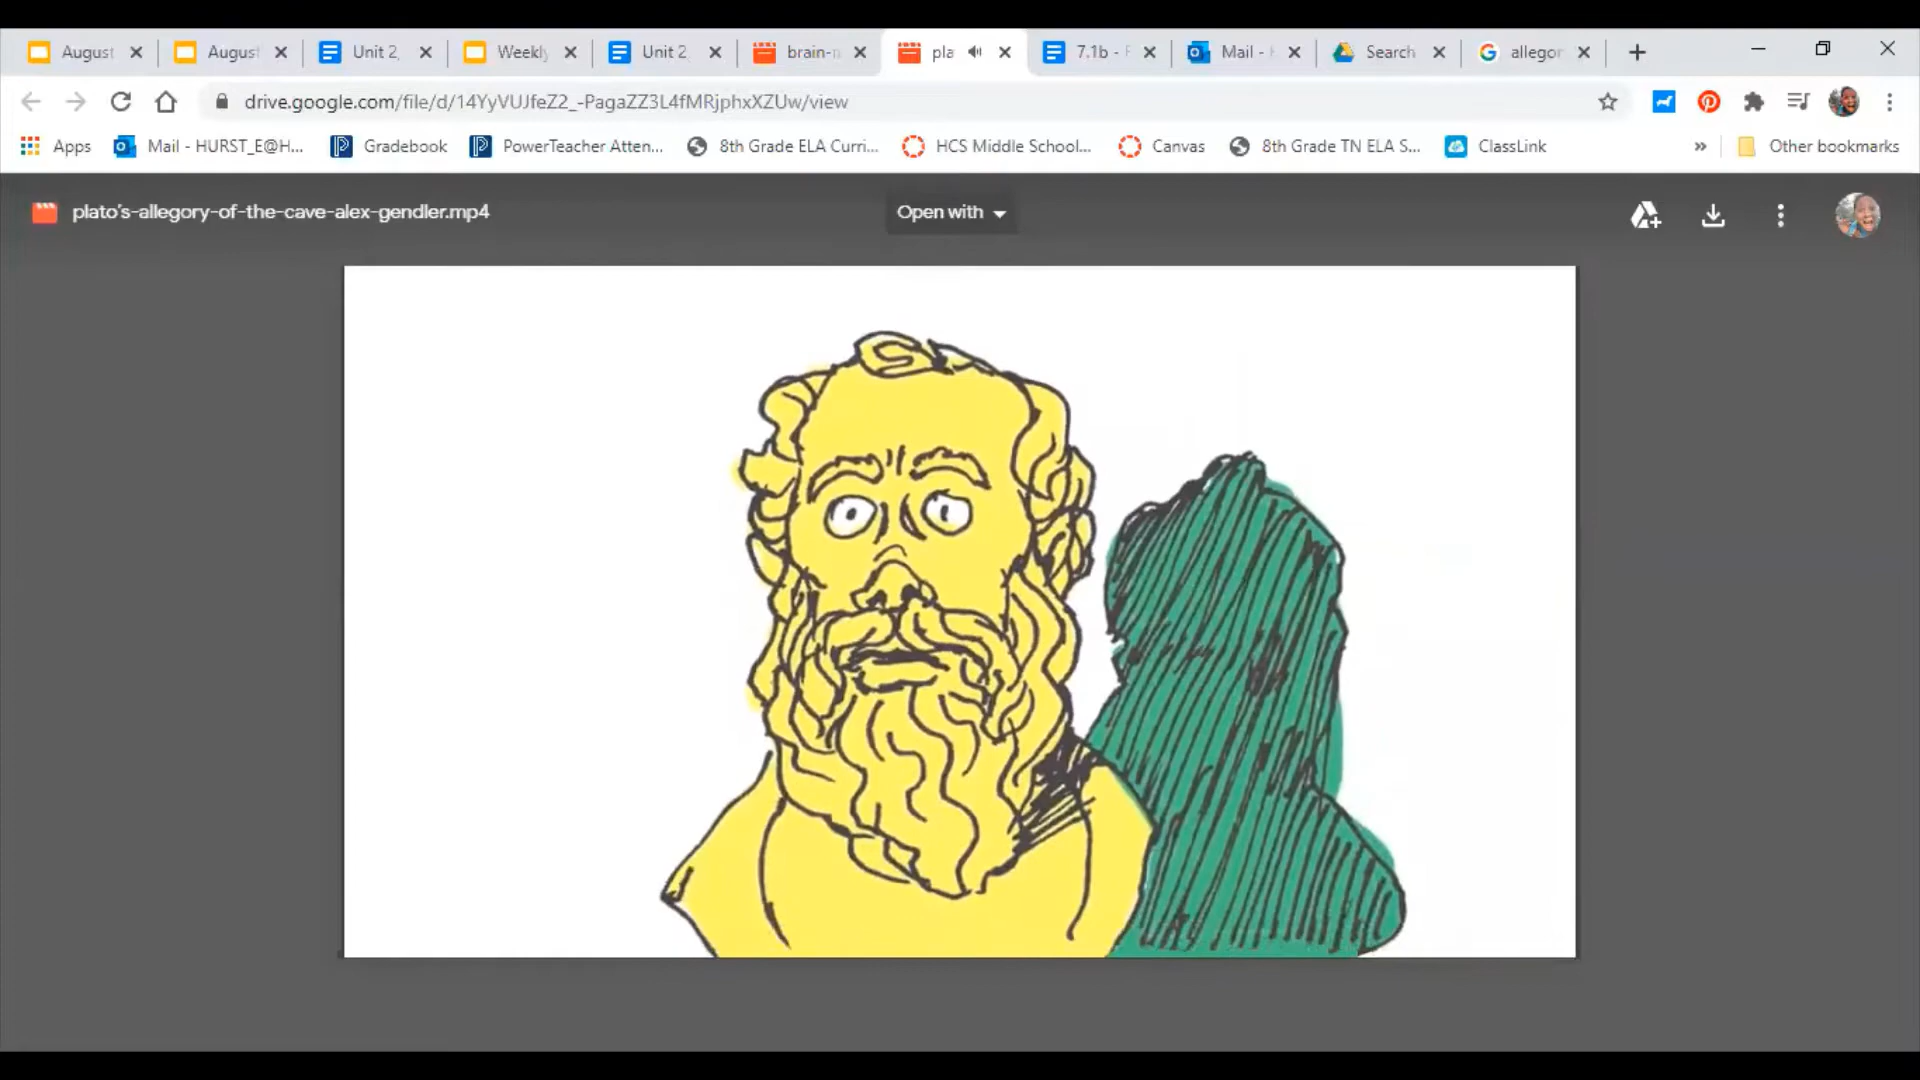 August August Unit 2, Weekly Unit 2 brain-n pla 7.1b - F Mail - H Search allegor
drive.google.com/file/d/14YyVUJfeZ2_-PagaZZ3L4fMRjphxXZUw/view
Apps Mail - HURST_E@H... Gradebook PowerTeacher Atten... 8th Grade ELA Curri... HCS Middle School... Canvas 8th Grade TN ELA S... ClassLink » Other bookmarks
plato's-allegory-of-the-cave-alex-gendler.mp4 Open with